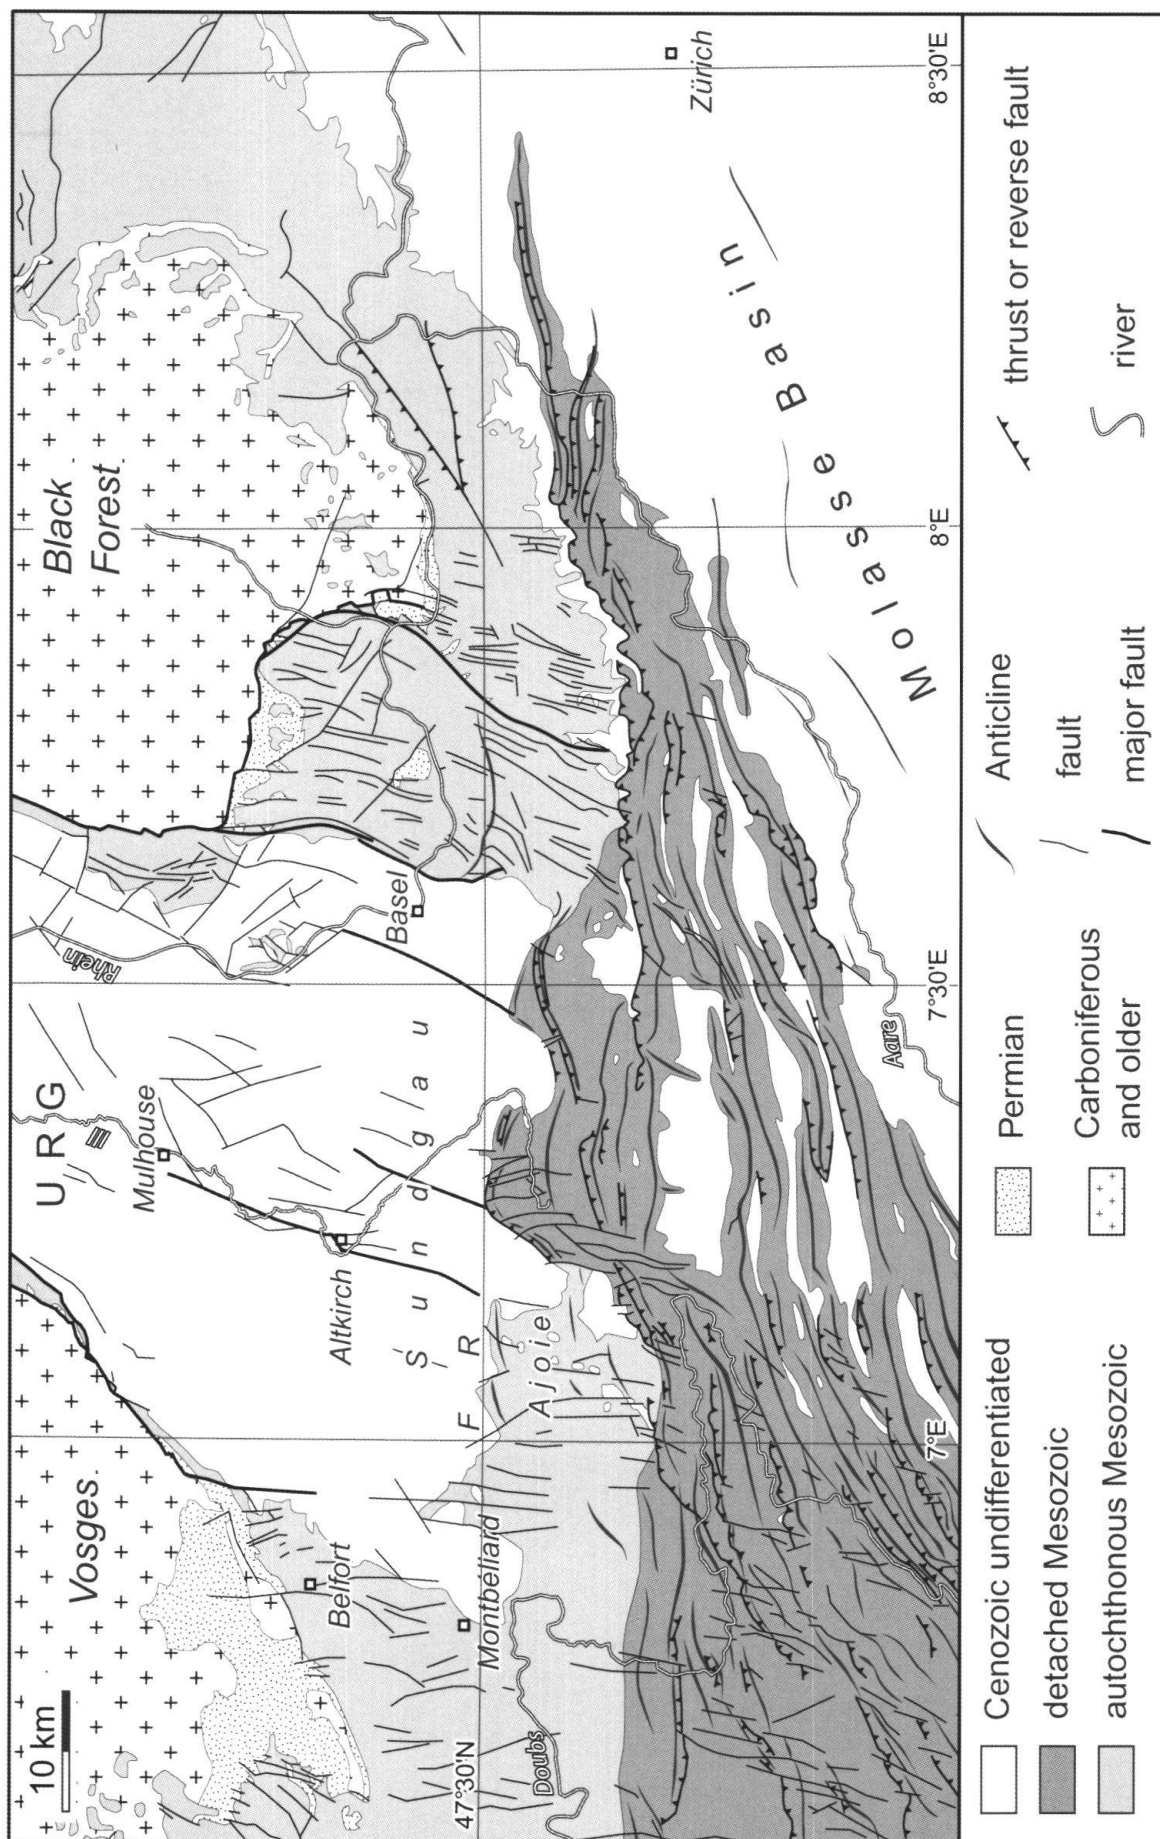 10 km
Vosges
URG
Black
Forest
Mulhouse
Rhein
Belfort
Altkirch
Basel
Sundgau
Montbéliard
F R
47°30'N
Ajoie
Doubs
Zürich
Molasse Basin
Aare
7°E
7°30'E
8°E
8°30'E
Cenozoic undifferentiated
detached Mesozoic
autochthonous Mesozoic
Permian
Carboniferous
and older
Anticline
fault
major fault
thrust or reverse fault
river